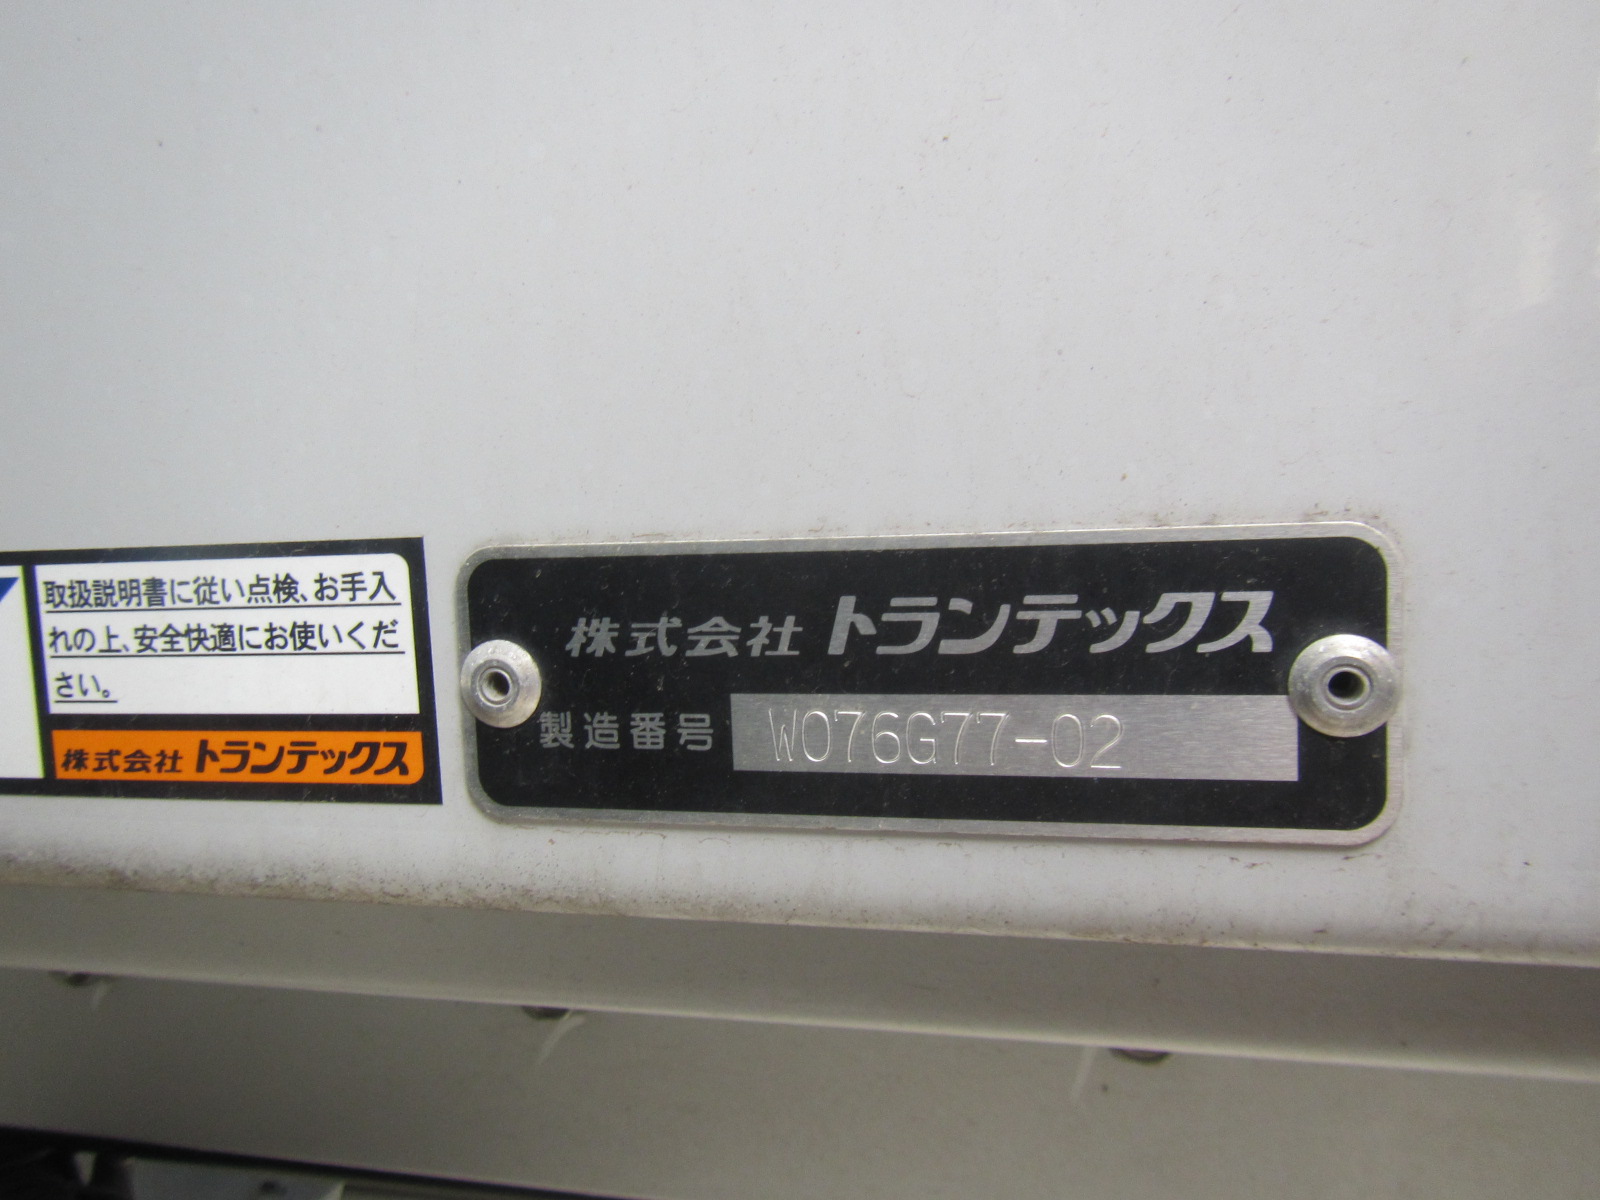 取扱説明書に従い点検、お手入
れの上、安全快適にお使いくだ
さい。
株式会社 トランテックス
株式会社 トランテックス
製造番号 W076G77-02